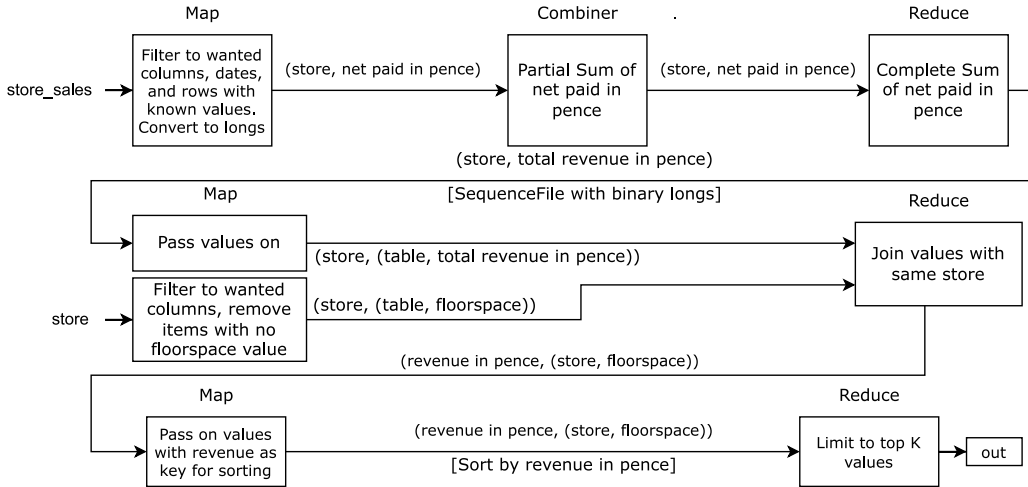 Map
Combiner .
Reduce
store_sales
Filter to wanted
columns, dates,
and rows with
known values.
Convert to longs
(store, net paid in pence)
Partial Sum of
net paid in
pence
(store, net paid in pence)
Complete Sum
of net paid in
pence
(store, total revenue in pence)
[SequenceFile with binary longs]
Map
Reduce
Pass values on
(store, (table, total revenue in pence))
Join values with
same store
store
Filter to wanted
columns, remove
items with no
floorspace value
(store, (table, floorspace))
(revenue in pence, (store, floorspace))
Map
Reduce
Pass on values
with revenue as
key for sorting
(revenue in pence, (store, floorspace))
[Sort by revenue in pence]
Limit to top K
values
out